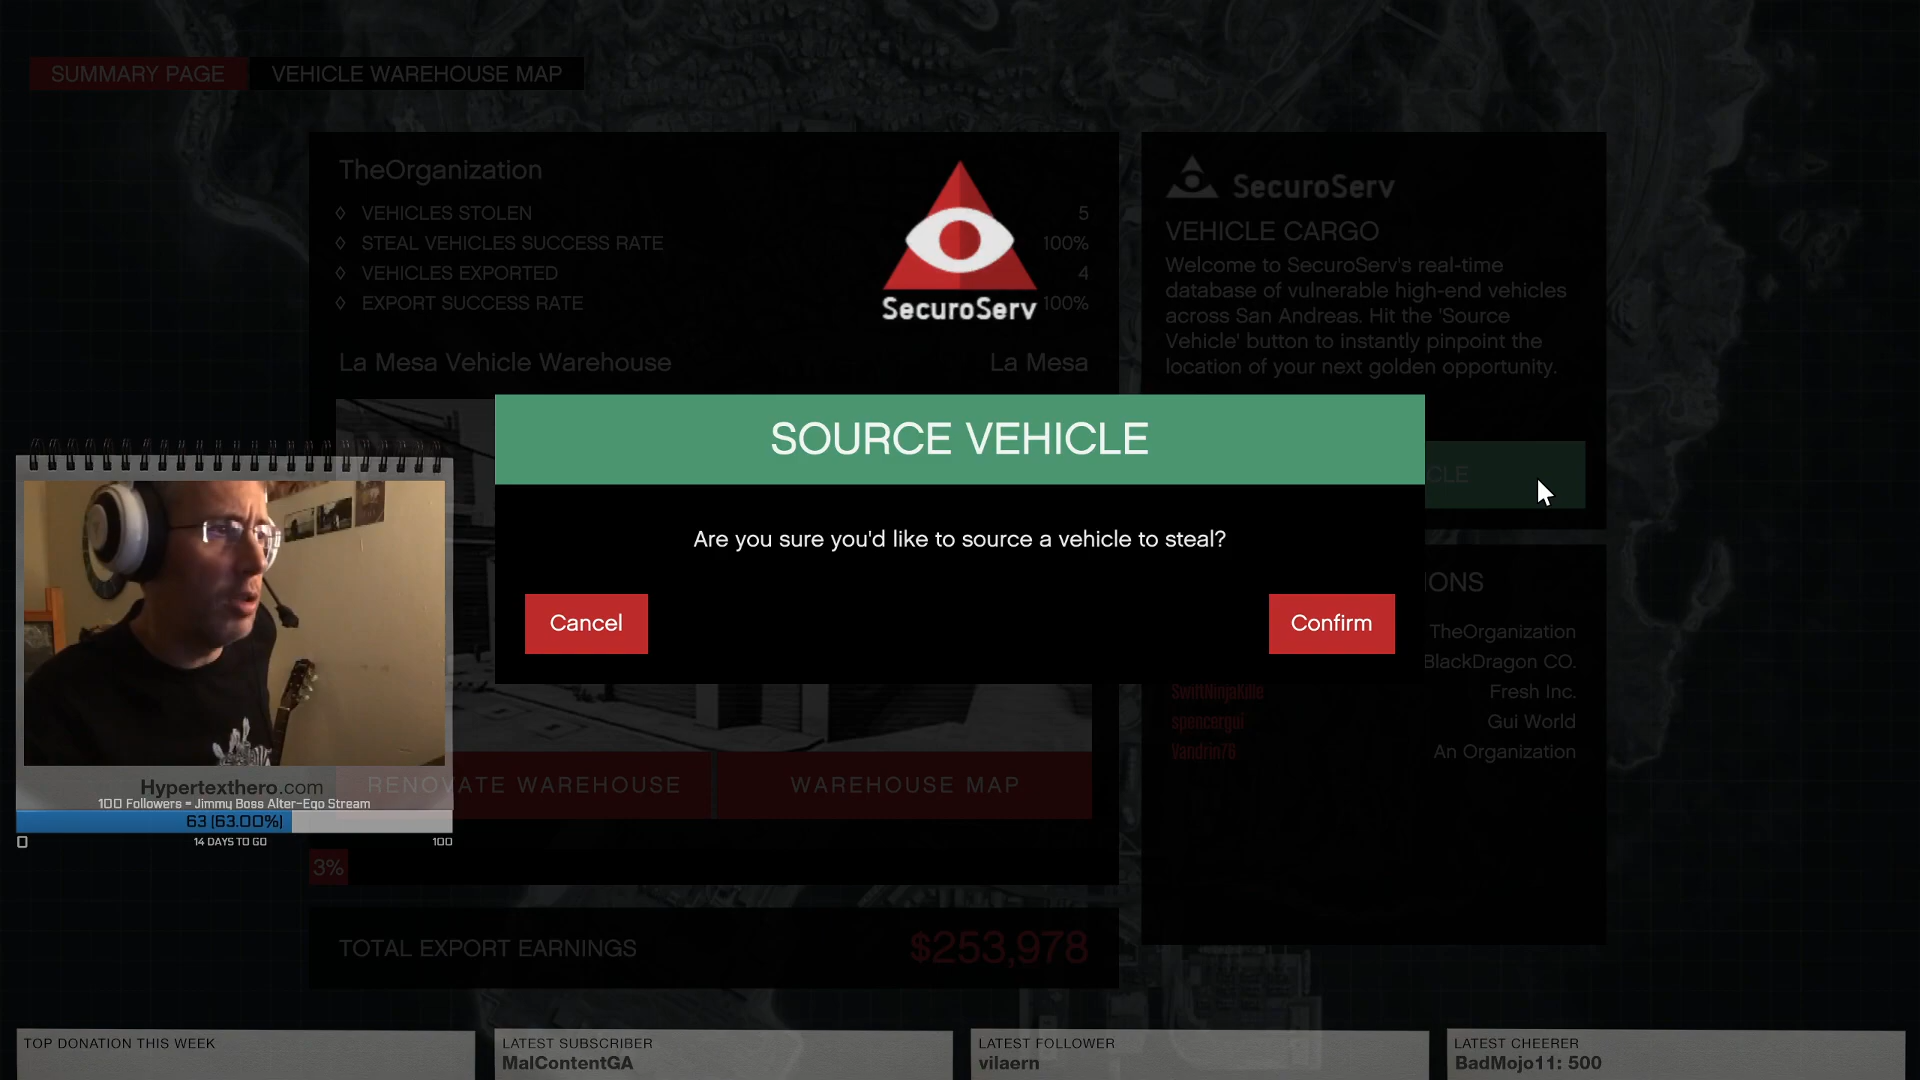 SUMMARY PAGE
VEHICLE WAREHOUSE MAP
TheOrganization
◊ VEHICLES STOLEN 5
◊ STEAL VEHICLES SUCCESS RATE 100%
◊ VEHICLES EXPORTED 4
◊ EXPORT SUCCESS RATE 100%
SecuroServ
La Mesa Vehicle Warehouse La Mesa
SecuroServ
VEHICLE CARGO
Welcome to SecuroServ's real-time
database of vulnerable high-end vehicles
across San Andreas. Hit the 'Source
Vehicle' button to instantly pinpoint the
location of your next golden opportunity.
CLE
SOURCE VEHICLE
Are you sure you'd like to source a vehicle to steal?
Cancel
Confirm
IONS
TheOrganization
BlackDragon CO.
SwiftNinjaKille Fresh Inc.
spencergui Gui World
Vandrin76 An Organization
RENOVATE WAREHOUSE
WAREHOUSE MAP
Hypertexthero.com
100 Followers = Jimmy Boss Alter-Ego Stream
63 (63.00%)
0 14 DAYS TO GO 100
3%
TOTAL EXPORT EARNINGS $253,978
TOP DONATION THIS WEEK
LATEST SUBSCRIBER
MalContentGA
LATEST FOLLOWER
vilaern
LATEST CHEERER
BadMojo11: 500